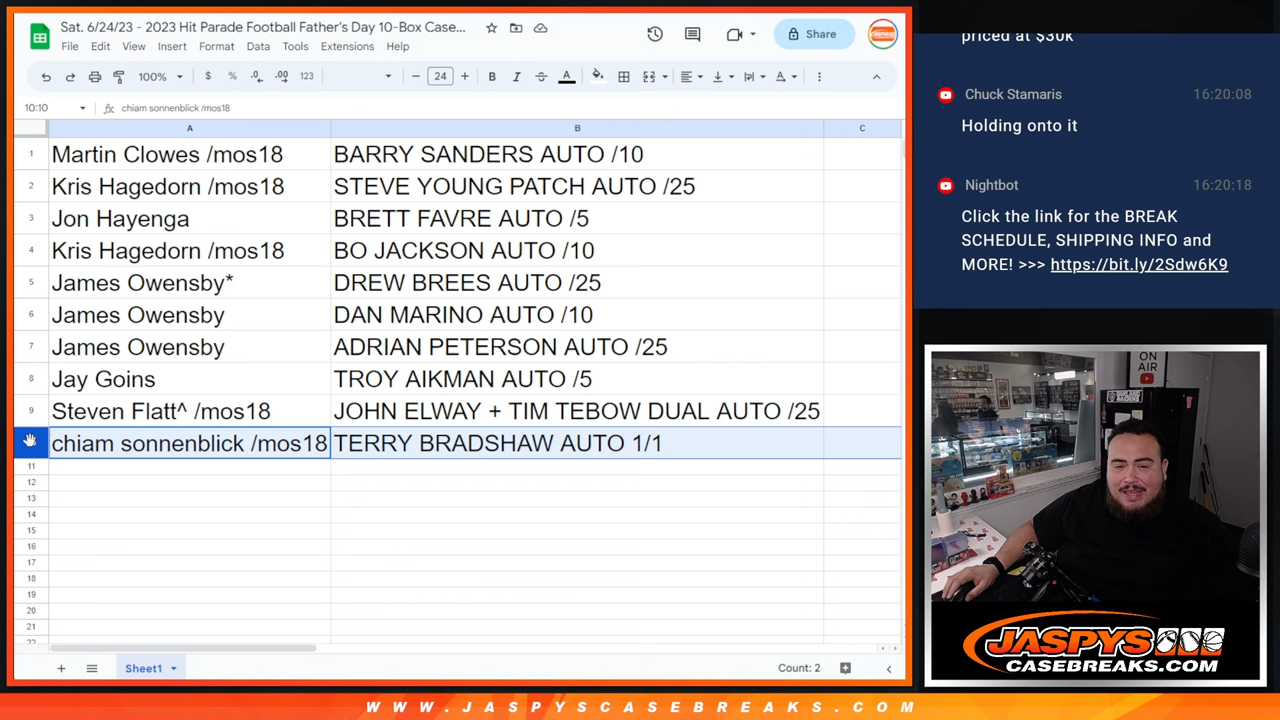 Sat. 6/24/23 - 2023 Hit Parade Football Father's Day 10-Box Case...
File Edit View Insert Format Data Tools Extensions Help
Share
100% $ % .0 .00 123 24 B I A
10:10 fx chiam sonnenblick /mos18
A B C
1 Martin Clowes /mos18 BARRY SANDERS AUTO /10
2 Kris Hagedorn /mos18 STEVE YOUNG PATCH AUTO /25
3 Jon Hayenga BRETT FAVRE AUTO /5
4 Kris Hagedorn /mos18 BO JACKSON AUTO /10
5 James Owensby* DREW BREES AUTO /25
6 James Owensby DAN MARINO AUTO /10
7 James Owensby ADRIAN PETERSON AUTO /25
8 Jay Goins TROY AIKMAN AUTO /5
9 Steven Flatt^ /mos18 JOHN ELWAY + TIM TEBOW DUAL AUTO /25
chiam sonnenblick /mos18 TERRY BRADSHAW AUTO 1/1
11
12
13
14
15
16
17
18
19
20
21
22
Sheet1
Count: 2
priced at $30k
Chuck Stamaris 16:20:08
Holding onto it
Nightbot 16:20:18
Click the link for the BREAK
SCHEDULE, SHIPPING INFO and
MORE! >>> https://bit.ly/2Sdw6K9
ON
AIR
JASPYS
CASEBREAKS.COM
WWW.JASPYSCASEBREAKS.COM